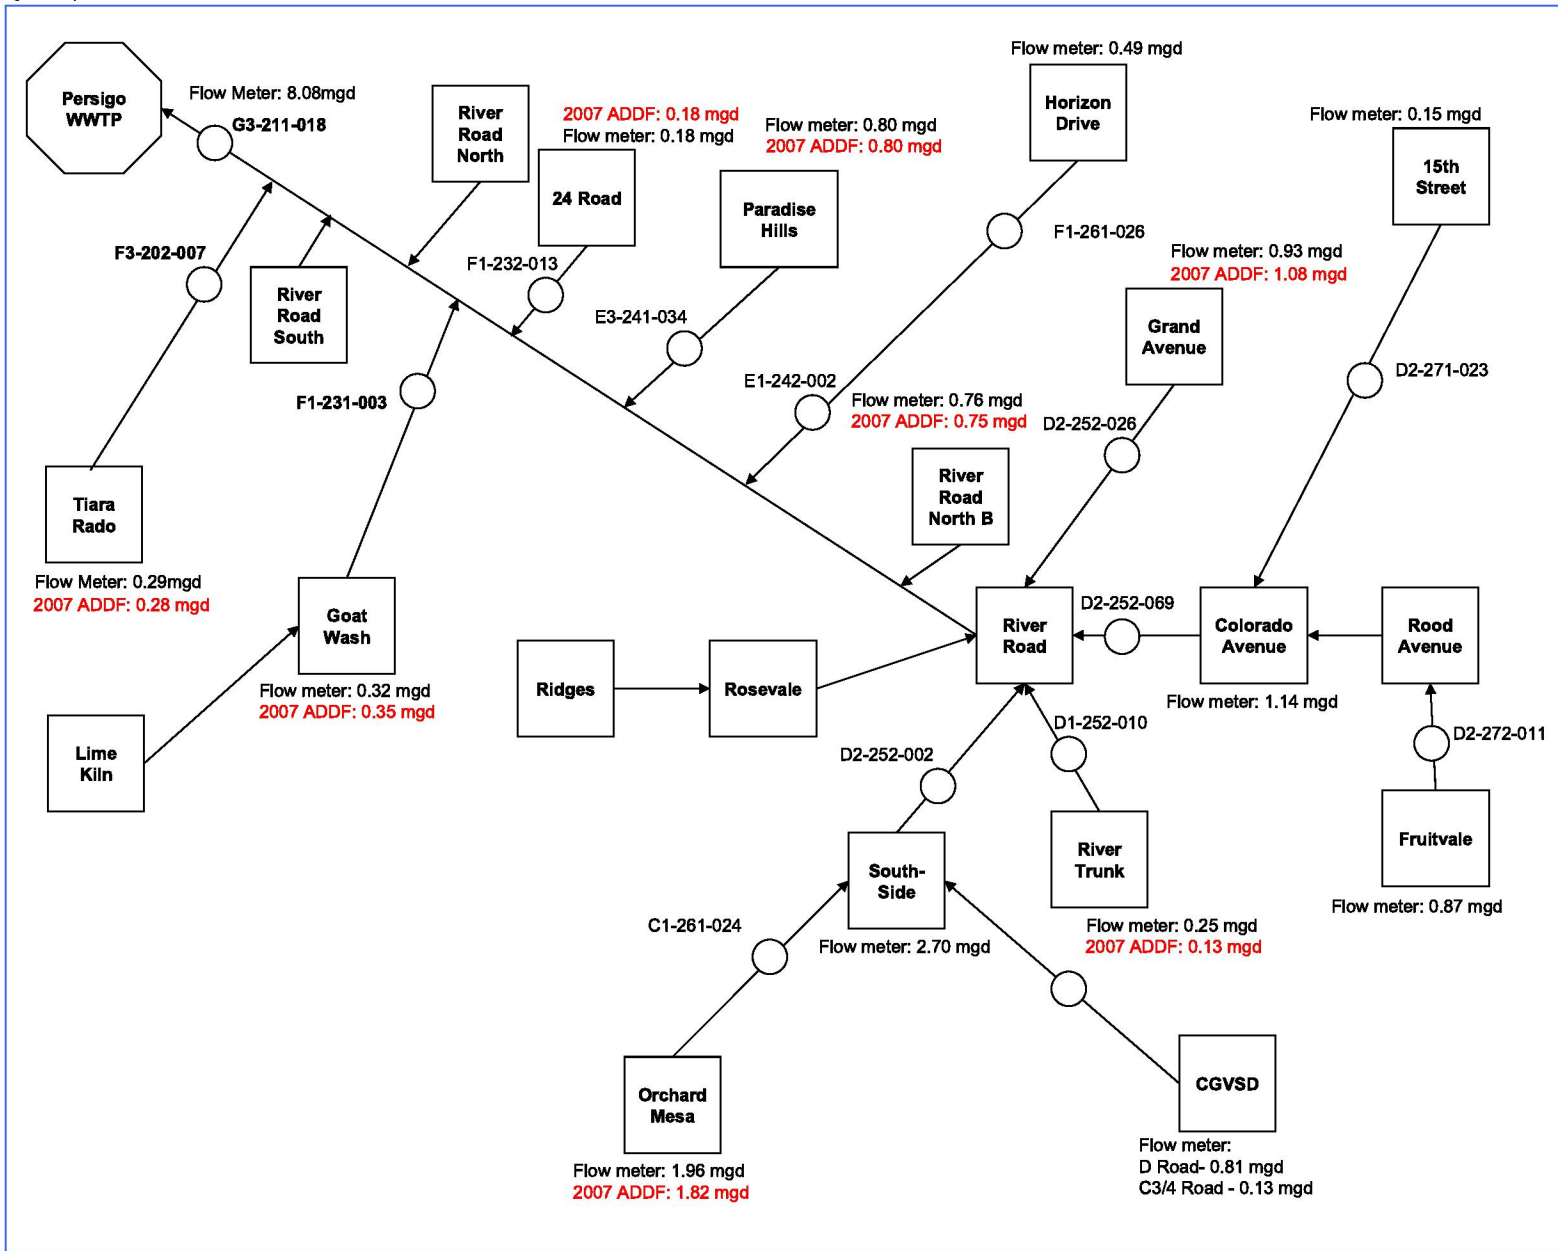 Persigo
WWTP
Flow Meter: 8.08mgd
G3-211-018
River
Road
North
2007 ADDF: 0.18 mgd
Flow meter: 0.18 mgd
24 Road
F1-232-013
Flow meter: 0.80 mgd
2007 ADDF: 0.80 mgd
Paradise
Hills
E3-241-034
Flow meter: 0.49 mgd
Horizon
Drive
F1-261-026
E1-242-002
Flow meter: 0.76 mgd
2007 ADDF: 0.75 mgd
River
Road
North B
Flow meter: 0.93 mgd
2007 ADDF: 1.08 mgd
Grand
Avenue
D2-252-026
Flow meter: 0.15 mgd
15th
Street
D2-271-023
F3-202-007
River
Road
South
F1-231-003
Tiara
Rado
Flow Meter: 0.29mgd
2007 ADDF: 0.28 mgd
Goat
Wash
Flow meter: 0.32 mgd
2007 ADDF: 0.35 mgd
Lime
Kiln
Ridges
Rosevale
River
Road
D2-252-069
Colorado
Avenue
Flow meter: 1.14 mgd
Rood
Avenue
D2-272-011
Fruitvale
Flow meter: 0.87 mgd
D2-252-002
D1-252-010
South-
Side
Flow meter: 2.70 mgd
River
Trunk
Flow meter: 0.25 mgd
2007 ADDF: 0.13 mgd
C1-261-024
Orchard
Mesa
Flow meter: 1.96 mgd
2007 ADDF: 1.82 mgd
CGVSD
Flow meter:
D Road- 0.81 mgd
C3/4 Road - 0.13 mgd